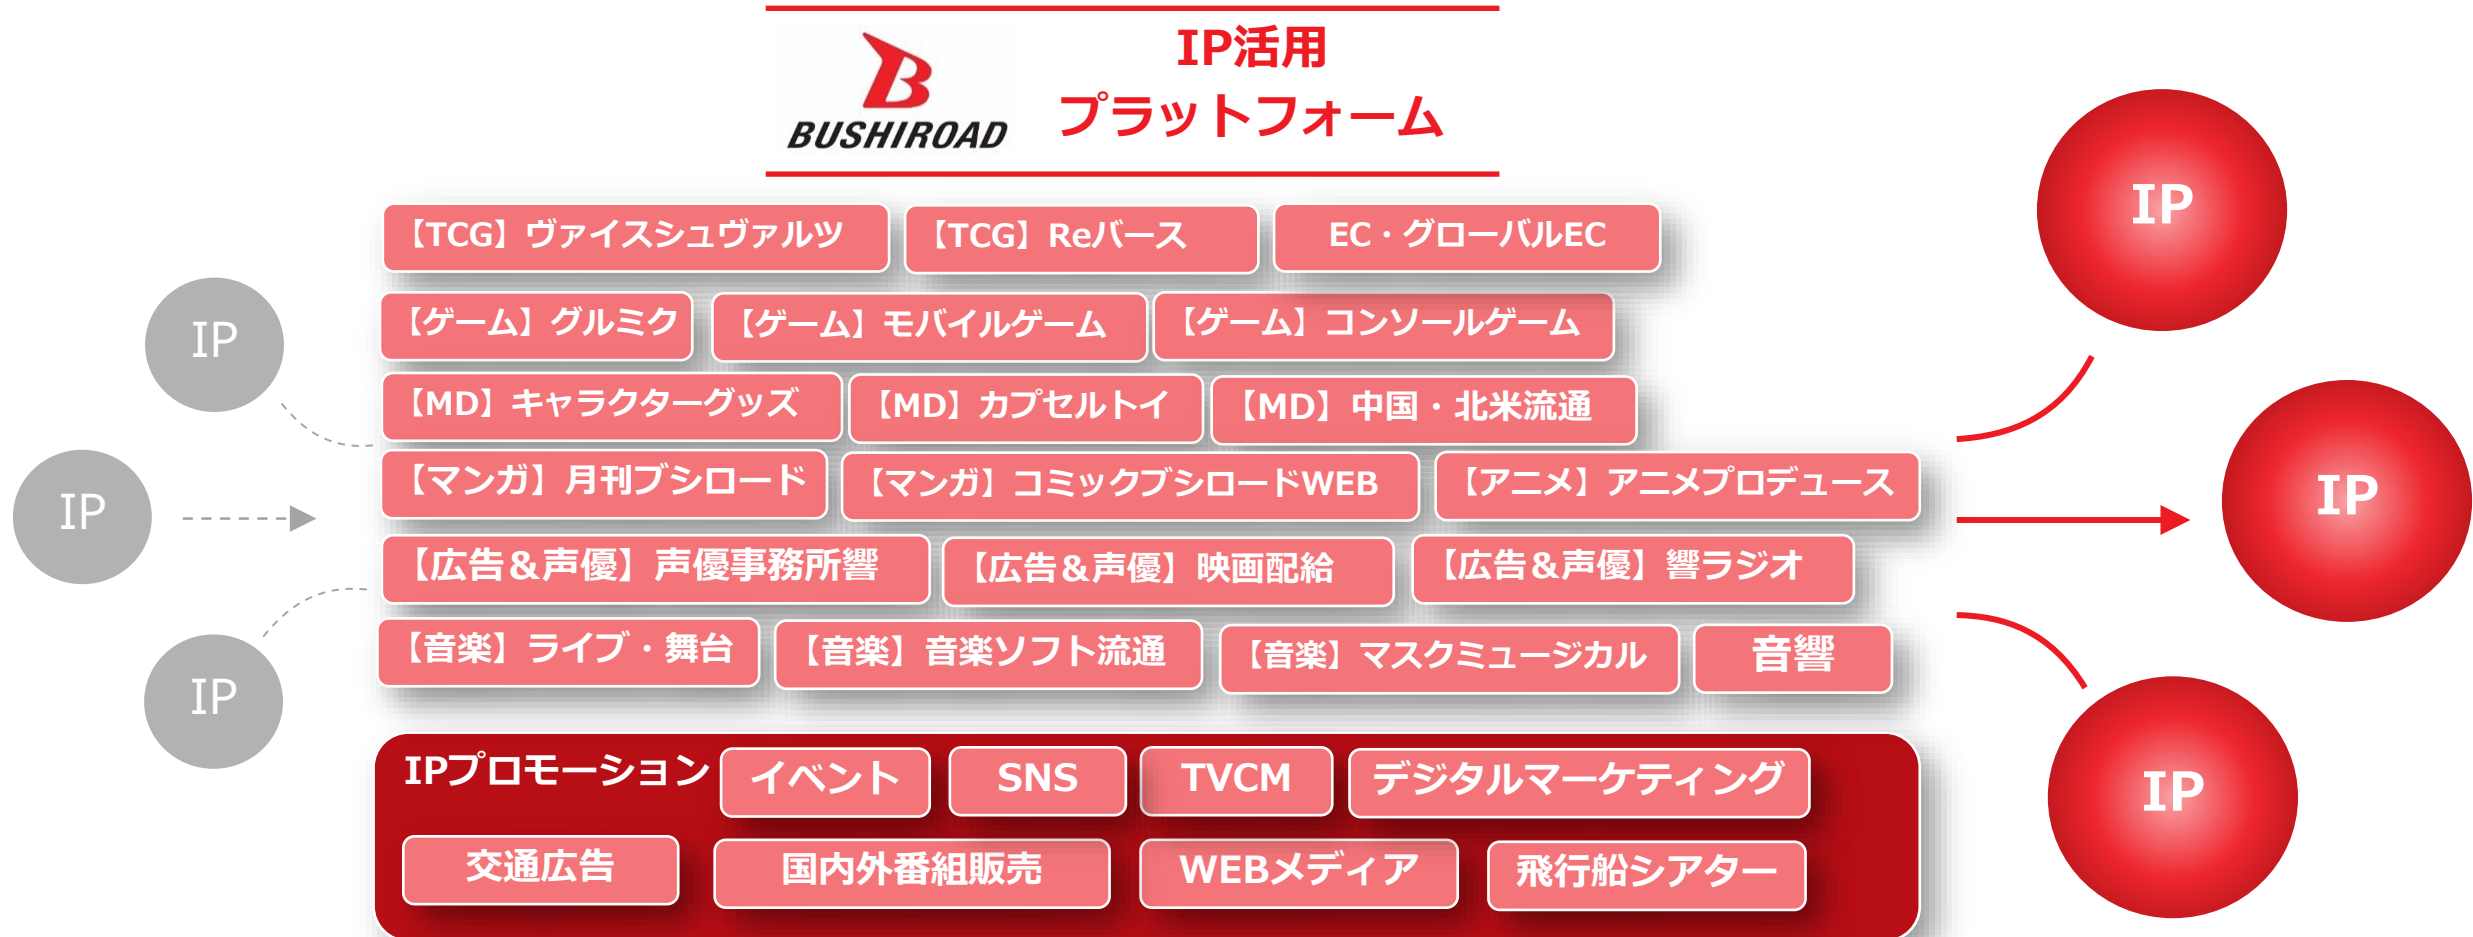 IP活用
プラットフォーム
BUSHIROAD
【TCG】ヴァイスシュヴァルツ
【TCG】Reバース
EC・グローバルEC
【ゲーム】グルミク
【ゲーム】モバイルゲーム
【ゲーム】コンソールゲーム
【MD】キャラクターグッズ
【MD】カプセルトイ
【MD】中国・北米流通
【マンガ】月刊ブシロード
【マンガ】コミックブシロードWEB
【アニメ】アニメプロデュース
【広告&声優】声優事務所響
【広告&声優】映画配給
【広告&声優】響ラジオ
【音楽】ライブ・舞台
【音楽】音楽ソフト流通
【音楽】マスクミュージカル
音響
IPプロモーション
イベント
SNS
TVCM
デジタルマーケティング
交通広告
国内外番組販売
WEBメディア
飛行船シアター
IP
IP
IP
IP
IP
IP